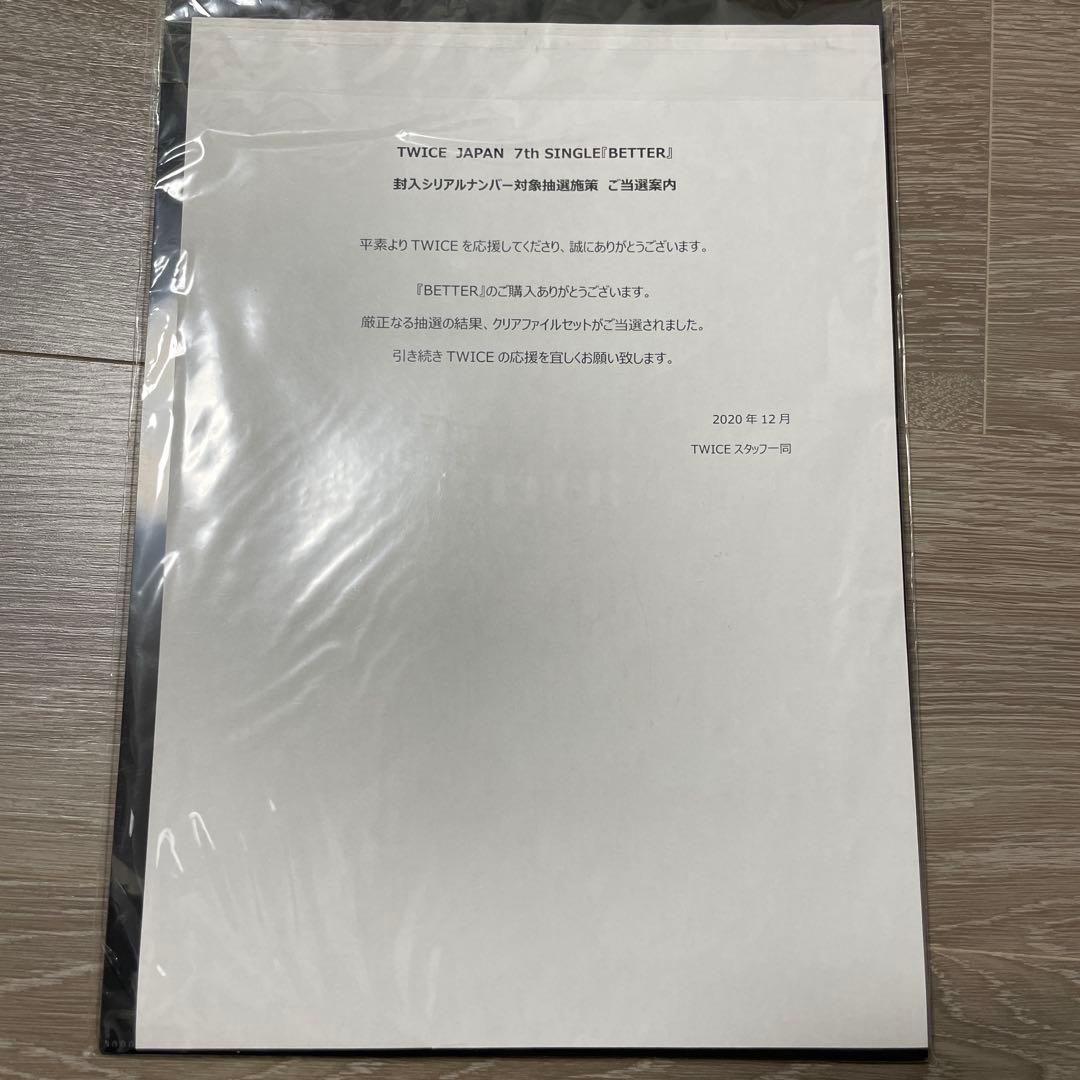 TWICE JAPAN 7th SINGLE『BETTER』
封入シリアルナンバー対象抽選施策 ご当選案内
平素より TWICE を応援してくださり、誠にありがとうございます。
『BETTER』のご購入ありがとうございます。
厳正なる抽選の結果、クリアファイルセットがご当選されました。
引き続き TWICE の応援を宜しくお願い致します。
2020 年 12 月
TWICE スタッフ一同